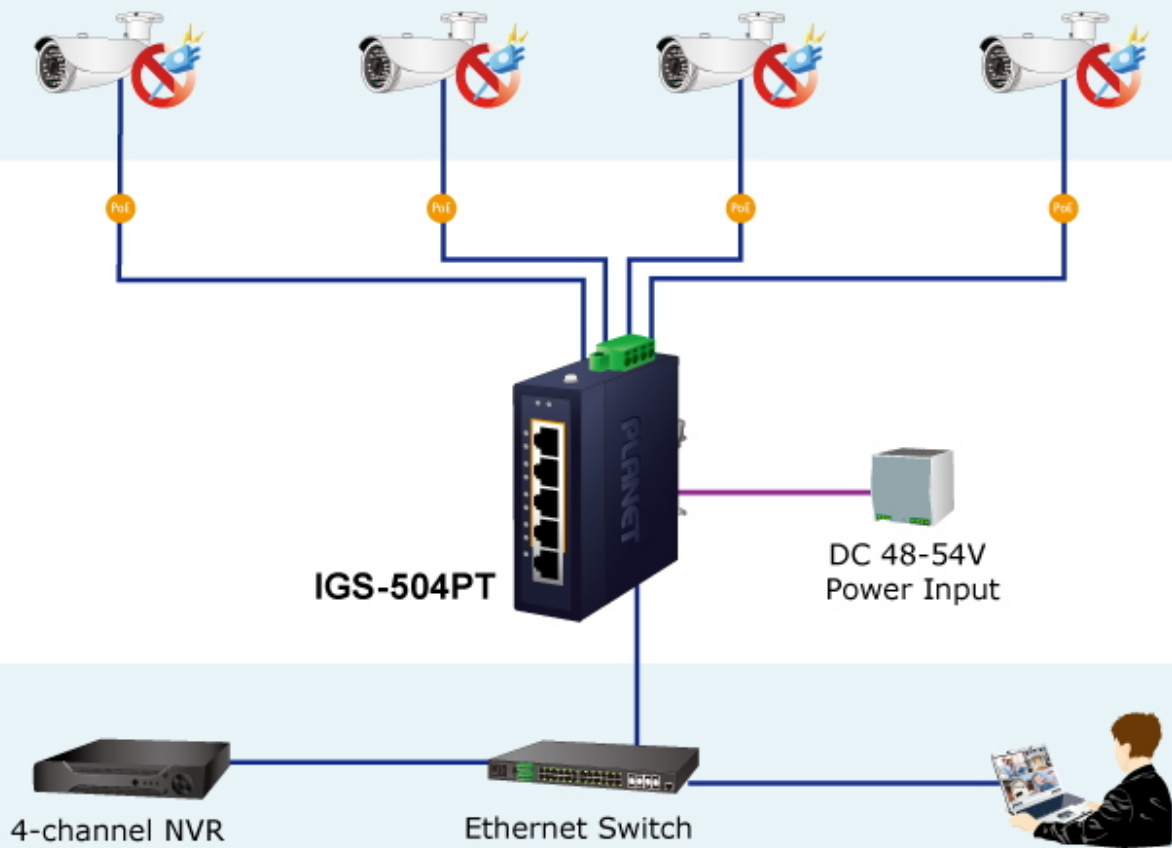 PoE
PoE
PoE
PoE
PLANET
IGS-504PT
DC 48-54V
Power Input
4-channel NVR
Ethernet Switch